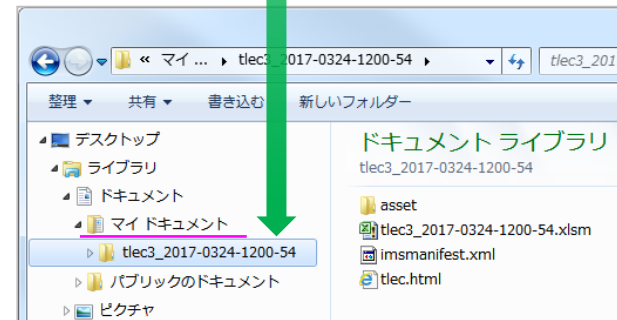 « マイ ... ▸ tlec3_2017-0324-1200-54 ▸
tlec3_201
整理 ▼ 共有 ▼ 書き込む 新しいフォルダー
デスクトップ
ライブラリ
ドキュメント
マイ ドキュメント
tlec3_2017-0324-1200-54
パブリックのドキュメント
ピクチャ
ドキュメント ライブラリ
tlec3_2017-0324-1200-54
asset
tlec3_2017-0324-1200-54.xlsm
imsmanifest.xml
tlec.html